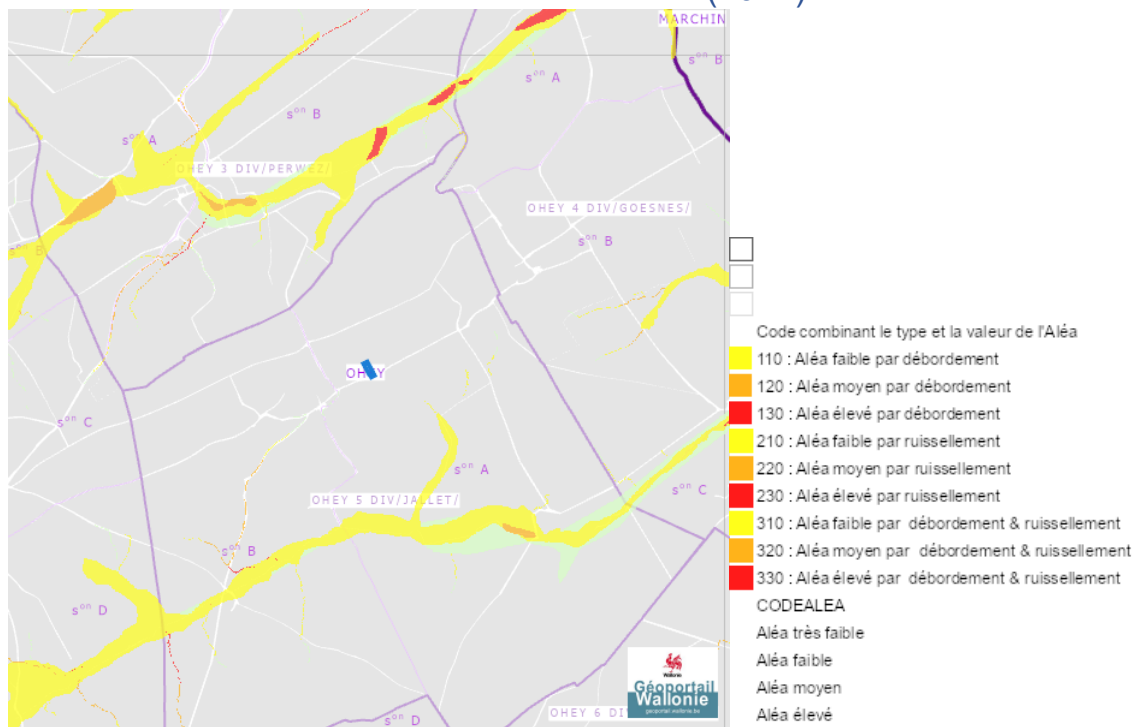 MARCHIN
sᵒⁿ B
sᵒⁿ A
sᵒⁿ B
sᵒⁿ A
OHEY 3 DIV/PERWEZ/
OHEY 4 DIV/GOESNES/
sᵒⁿ B
sᵒⁿ B
OHEY
sᵒⁿ C
sᵒⁿ A
sᵒⁿ C
OHEY 5 DIV/JALLET/
sᵒⁿ B
sᵒⁿ D
OHEY 6 DI
sᵒⁿ D
Wallonie
Géoportail
Wallonie
geoportail.wallonie.be
Code combinant le type et la valeur de l'Aléa
110 : Aléa faible par débordement
120 : Aléa moyen par débordement
130 : Aléa élevé par débordement
210 : Aléa faible par ruissellement
220 : Aléa moyen par ruissellement
230 : Aléa élevé par ruissellement
310 : Aléa faible par débordement & ruissellement
320 : Aléa moyen par débordement & ruissellement
330 : Aléa élevé par débordement & ruissellement
CODEALEA
Aléa très faible
Aléa faible
Aléa moyen
Aléa élevé